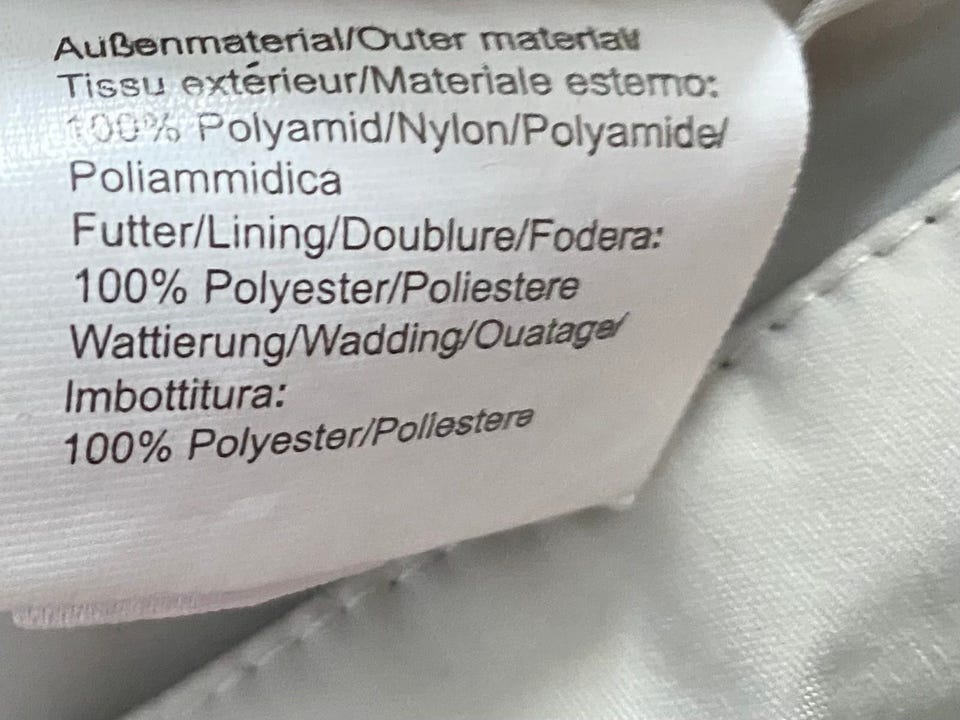 Außenmaterial/Outer material/
Tissu extérieur/Materiale esterno:
100% Polyamid/Nylon/Polyamide/
Poliammidica
Futter/Lining/Doublure/Fodera:
100% Polyester/Poliestere
Wattierung/Wadding/Ouatage/
Imbottitura:
100% Polyester/Poliestere